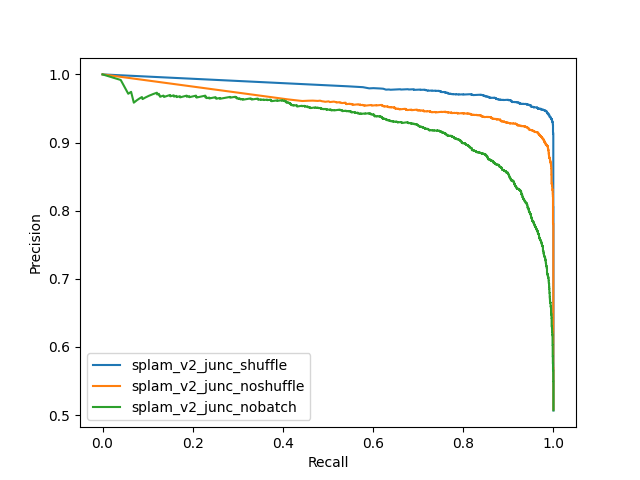 1.0
0.9
0.8
0.7
0.6
0.5
Precision
splam_v2_junc_shuffle
splam_v2_junc_noshuffle
splam_v2_junc_nobatch
0.0 0.2 0.4 0.6 0.8 1.0
Recall